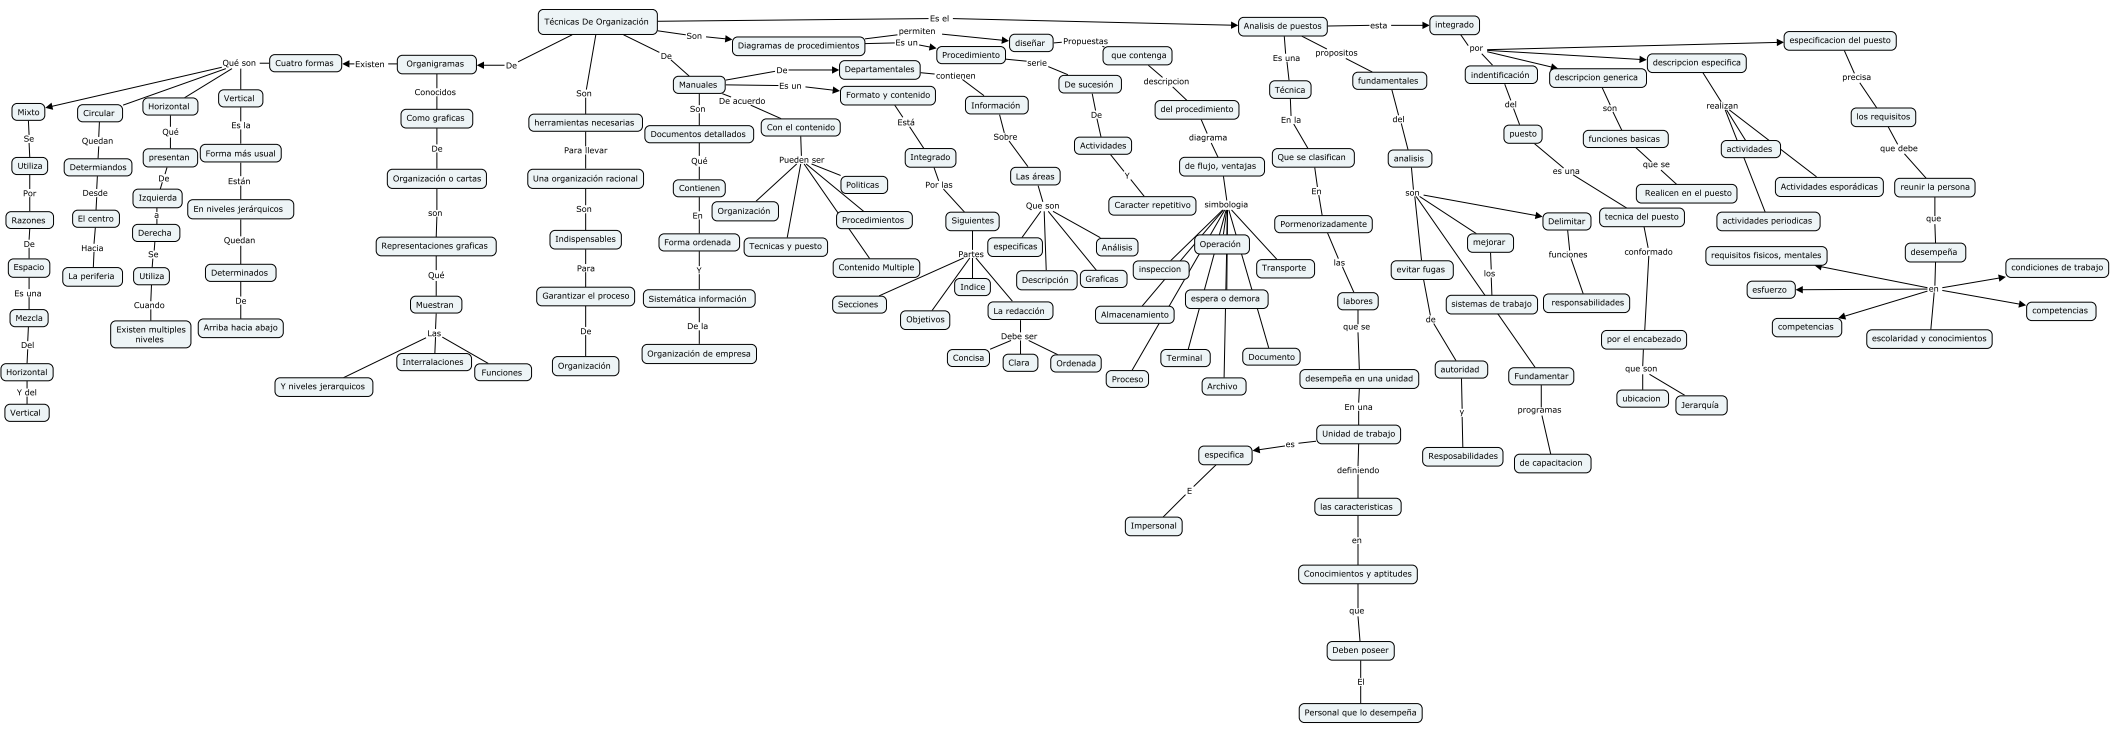 Técnicas De Organización
Es el
Analisis de puestos
esta
integrado
Son
Diagramas de procedimientos
permiten
Es un
diseñar
Propuestas
que contenga
Procedimiento
serie
De sucesión
descripcion
del procedimiento
De
Actividades
diagrama
de flujo, ventajas
Y
Caracter repetitivo
simbologia
Operación
inspeccion
Transporte
espera o demora
Almacenamiento
Terminal
Documento
Proceso
Archivo
De
Organigramas
Existen
Cuatro formas
Qué son
Mixto
Se
Utiliza
Por
Razones
De
Espacio
Es una
Mezcla
Del
Horizontal
Y del
Vertical
Circular
Quedan
Determiandos
Desde
El centro
Hacia
La periferia
Horizontal
Qué
presentan
De
Izquierda
a
Derecha
Se
Utiliza
Cuando
Existen multiples
niveles
Vertical
Es la
Forma más usual
Están
En niveles jerárquicos
Quedan
Determinados
De
Arriba hacia abajo
Conocidos
Como graficas
De
Organización o cartas
son
Representaciones graficas
Qué
Muestran
Las
Y niveles jerarquicos
Interralaciones
Funciones
Son
herramientas necesarias
Para llevar
Una organización racional
Son
Indispensables
Para
Garantizar el proceso
De
Organización
De
Manuales
De
Departamentales
Es un
Formato y contenido
De acuerdo
Con el contenido
Son
Documentos detallados
Qué
Contienen
En
Forma ordenada
Y
Sistemática información
De la
Organización de empresa
Pueden ser
Politicas
Organización
Procedimientos
Tecnicas y puesto
Contenido Multiple
contienen
Información
Sobre
Las áreas
Que son
especificas
Análisis
Descripción
Graficas
Está
Integrado
Por las
Siguientes
Partes
Secciones
Objetivos
Indice
La redacción
Debe ser
Concisa
Clara
Ordenada
Es una
Técnica
En la
Que se clasifican
En
Pormenorizadamente
las
labores
que se
desempeña en una unidad
En una
Unidad de trabajo
es
especifica
E
Impersonal
definiendo
las caracteristicas
en
Conocimientos y aptitudes
que
Deben poseer
El
Personal que lo desempeña
propositos
fundamentales
del
analisis
son
evitar fugas
de
autoridad
y
Resposabilidades
mejorar
los
sistemas de trabajo
Fundamentar
programas
de capacitacion
Delimitar
funciones
responsabilidades
por
indentificación
del
puesto
es una
tecnica del puesto
conformado
por el encabezado
que son
ubicacion
Jerarquía
descripcion generica
son
funciones basicas
que se
Realicen en el puesto
descripcion especifica
realizan
actividades
Actividades esporádicas
actividades periodicas
especificacion del puesto
precisa
los requisitos
que debe
reunir la persona
que
desempeña
en
requisitos fisicos, mentales
condiciones de trabajo
esfuerzo
competencias
competencias
escolaridad y conocimientos